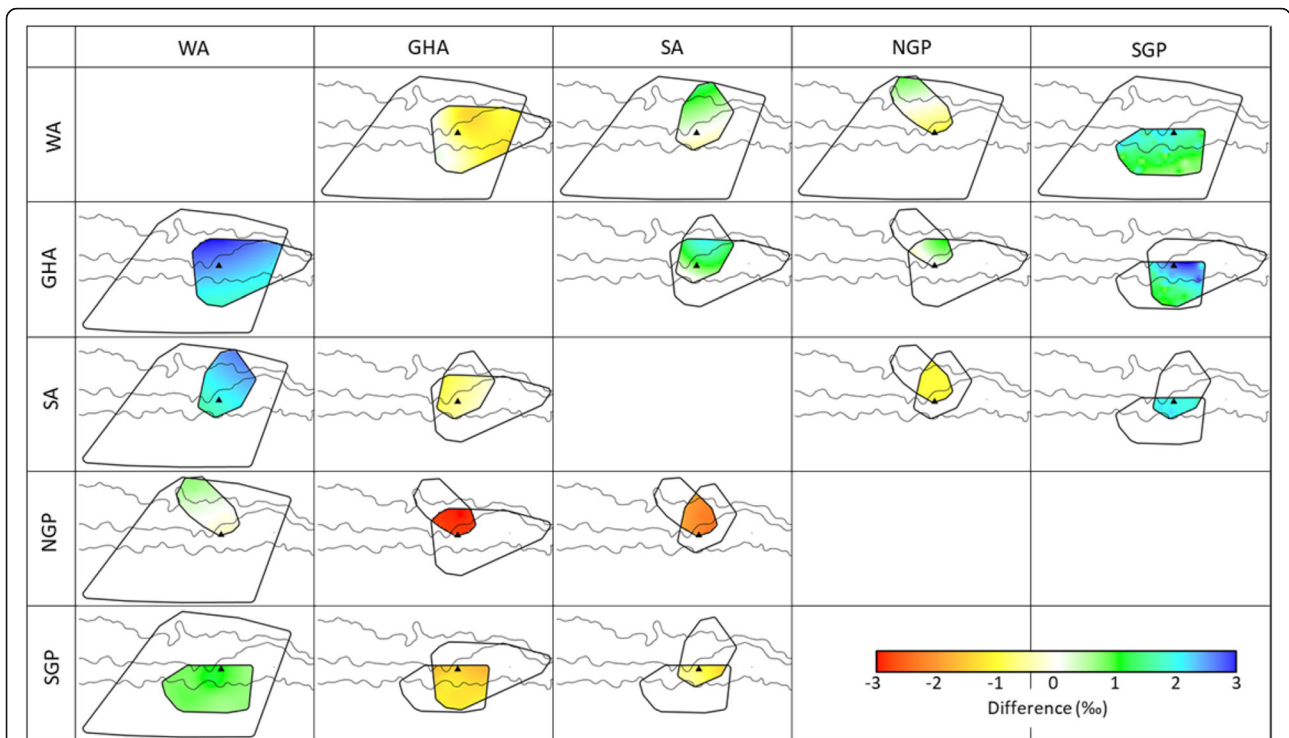 WA GHA SA NGP SGP
WA
GHA
SA
NGP
SGP
-3 -2 -1 0 1 2 3
Difference (‰)